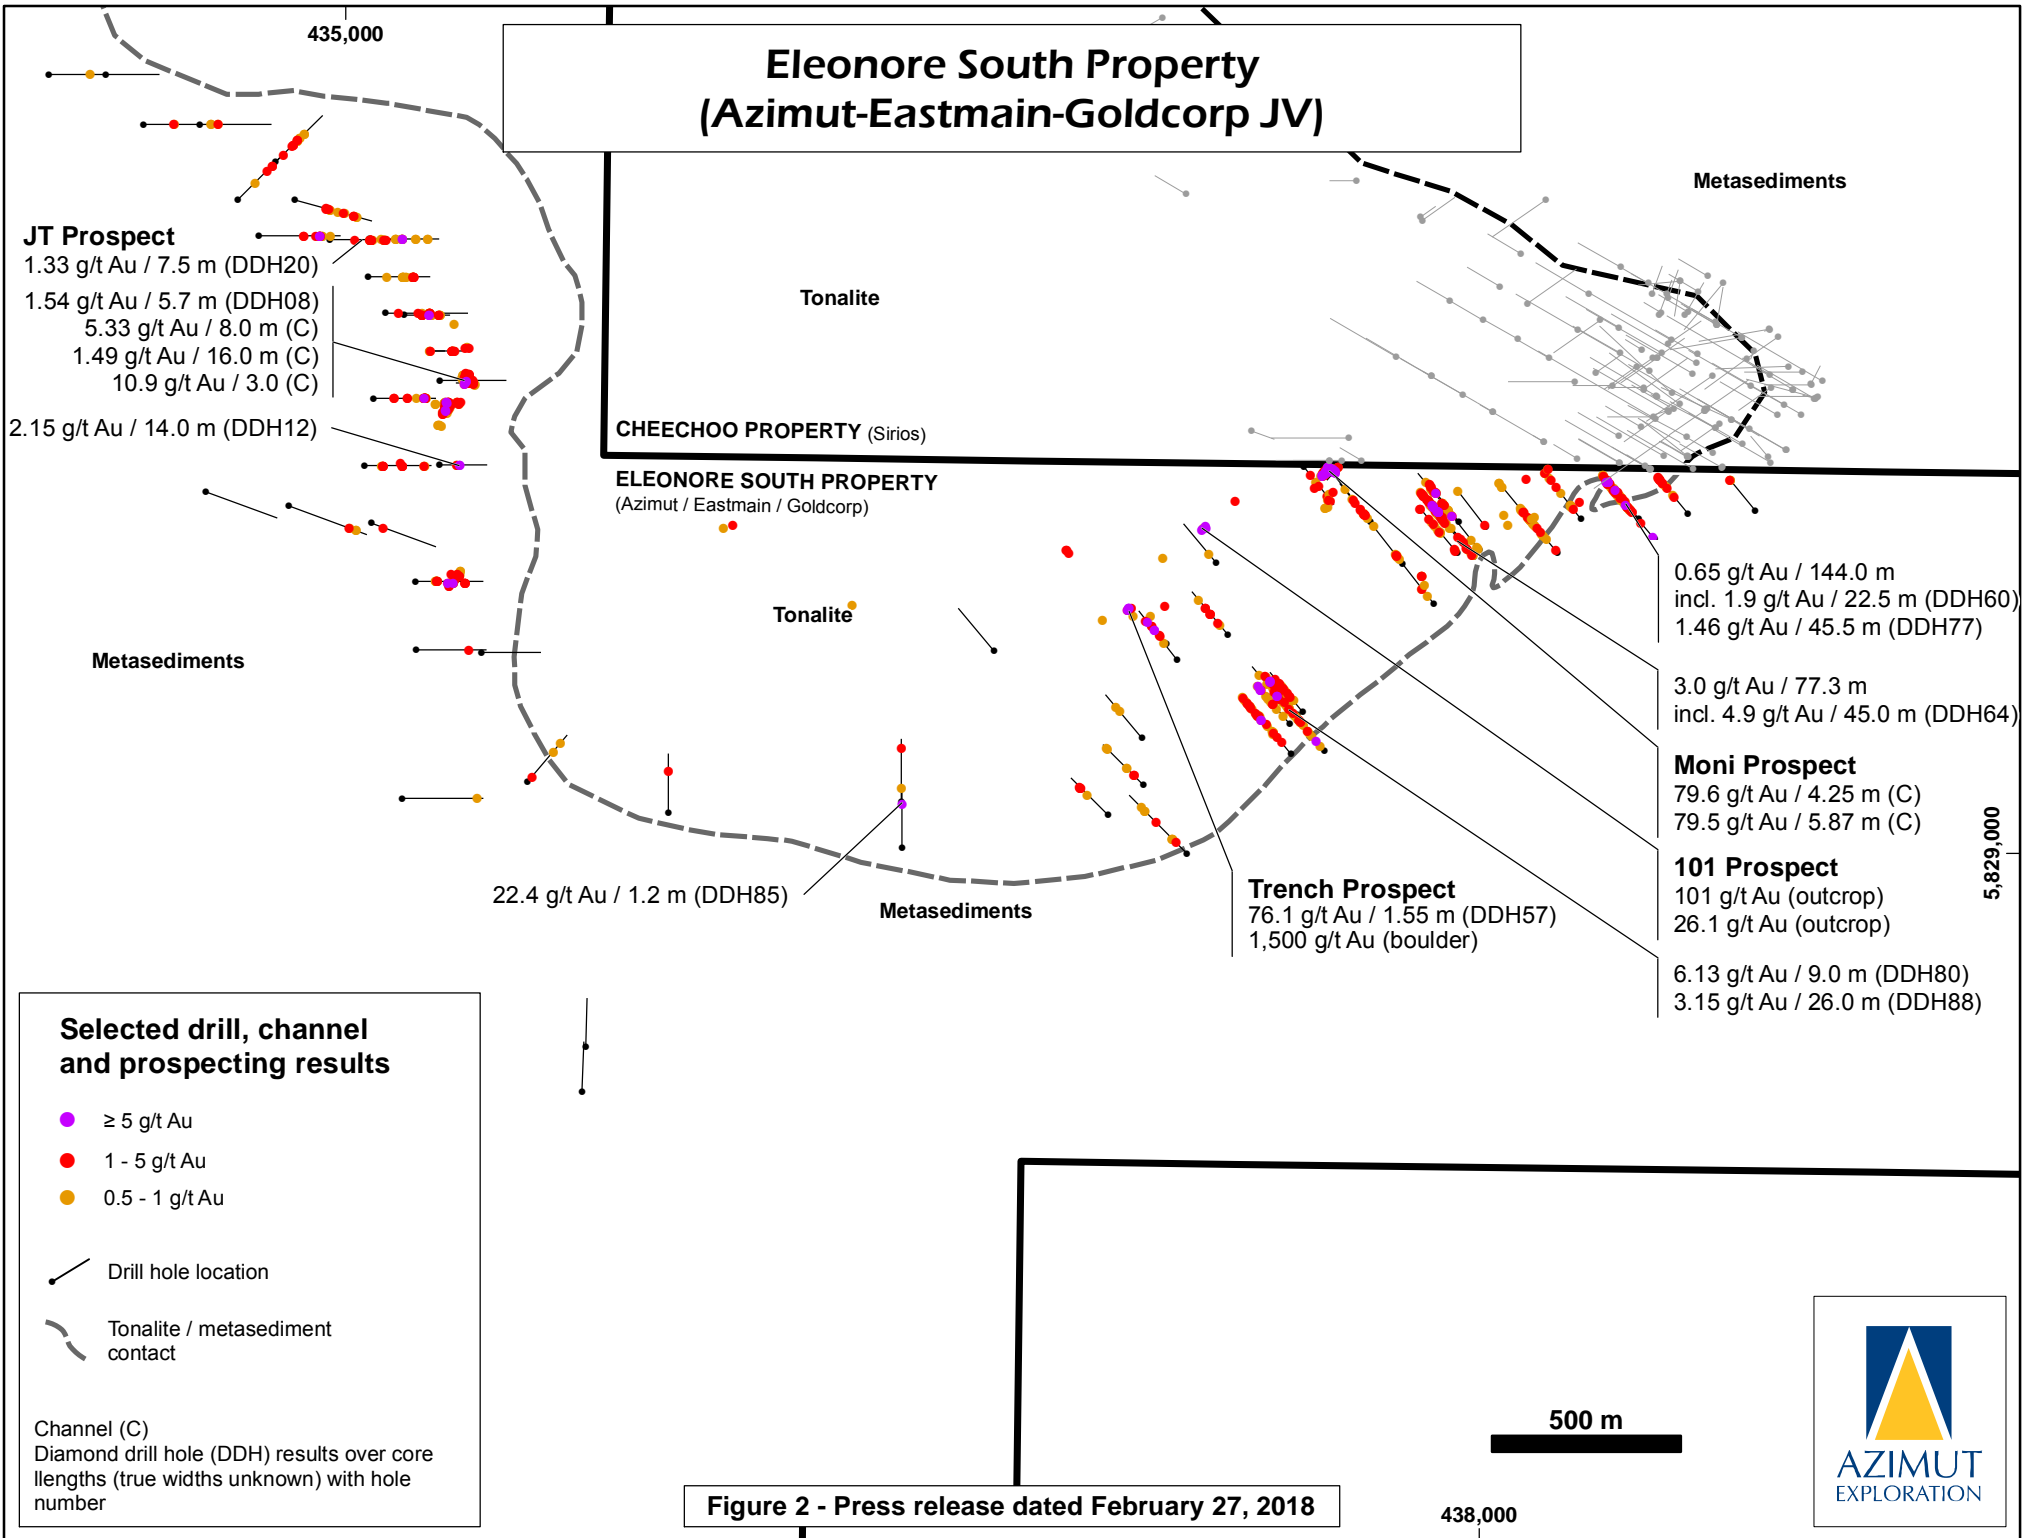 435,000
Eleonore South Property
(Azimut-Eastmain-Goldcorp JV)
Metasediments
JT Prospect
1.33 g/t Au / 7.5 m (DDH20)
1.54 g/t Au / 5.7 m (DDH08)
5.33 g/t Au / 8.0 m (C)
1.49 g/t Au / 16.0 m (C)
10.9 g/t Au / 3.0 (C)
2.15 g/t Au / 14.0 m (DDH12)
Tonalite
CHEECHOO PROPERTY (Sirios)
ELEONORE SOUTH PROPERTY
(Azimut / Eastmain / Goldcorp)
Tonalite
Metasediments
0.65 g/t Au / 144.0 m
incl. 1.9 g/t Au / 22.5 m (DDH60)
1.46 g/t Au / 45.5 m (DDH77)
3.0 g/t Au / 77.3 m
incl. 4.9 g/t Au / 45.0 m (DDH64)
Moni Prospect
79.6 g/t Au / 4.25 m (C)
79.5 g/t Au / 5.87 m (C)
101 Prospect
101 g/t Au (outcrop)
26.1 g/t Au (outcrop)
6.13 g/t Au / 9.0 m (DDH80)
3.15 g/t Au / 26.0 m (DDH88)
5,829,000
22.4 g/t Au / 1.2 m (DDH85)
Metasediments
Trench Prospect
76.1 g/t Au / 1.55 m (DDH57)
1,500 g/t Au (boulder)
Selected drill, channel
and prospecting results
≥ 5 g/t Au
1 - 5 g/t Au
0.5 - 1 g/t Au
Drill hole location
Tonalite / metasediment
contact
Channel (C)
Diamond drill hole (DDH) results over core
llengths (true widths unknown) with hole
number
Figure 2 - Press release dated February 27, 2018
500 m
438,000
AZIMUT
EXPLORATION